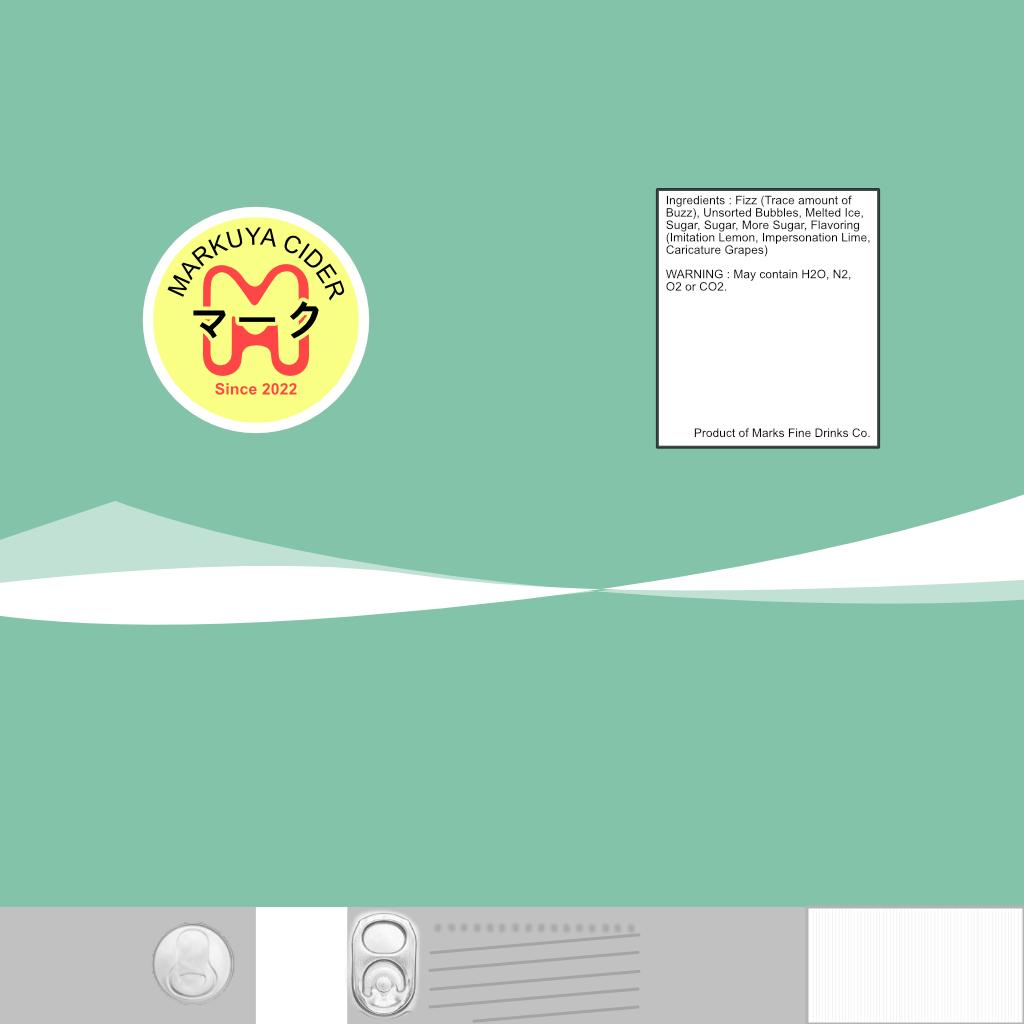 MARKUYA CIDER
マーク
Since 2022
Ingredients : Fizz (Trace amount of
Buzz), Unsorted Bubbles, Melted Ice,
Sugar, Sugar, More Sugar, Flavoring
(Imitation Lemon, Impersonation Lime,
Caricature Grapes)
WARNING : May contain H2O, N2,
O2 or CO2.
Product of Marks Fine Drinks Co.